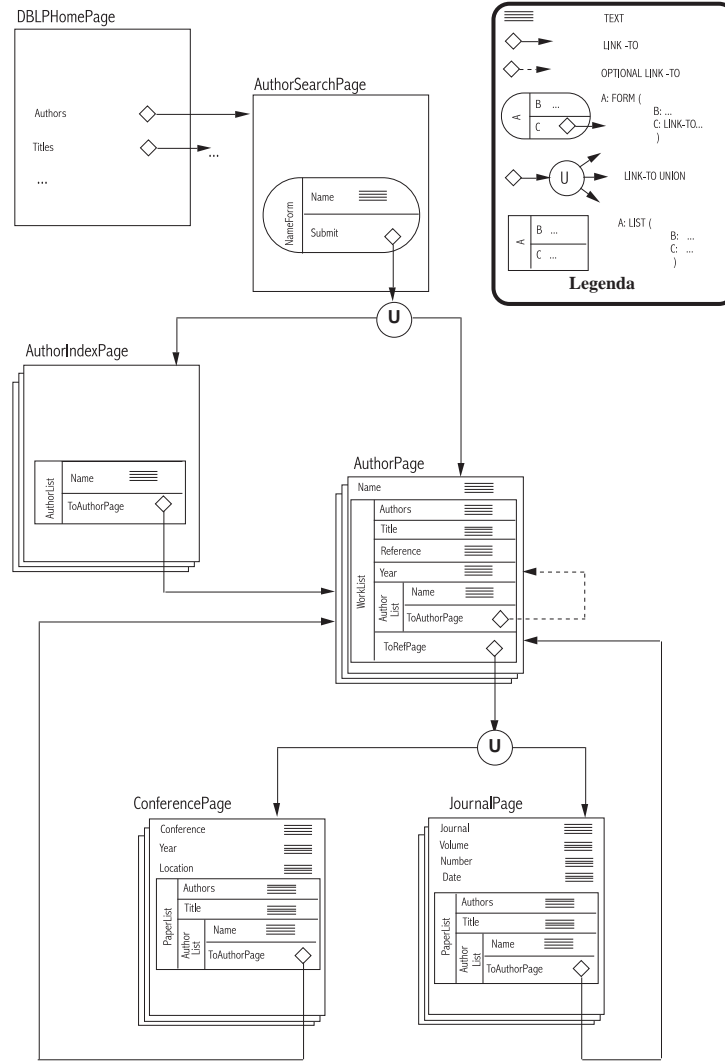 DBLPHomePage
Authors
Titles
...
...
AuthorSearchPage
NameForm
Name
Submit
U
TEXT
LINK -TO
OPTIONAL LINK -TO
A
B ...
C
A: FORM (
B: ...
C: LINK-TO...
)
U
LINK-TO UNION
A
B ...
C ...
A: LIST (
B: ...
C: ...
)
Legenda
AuthorIndexPage
AuthorList
Name
ToAuthorPage
AuthorPage
Name
WorkList
Authors
Title
Reference
Year
Author
List
Name
ToAuthorPage
ToRefPage
U
ConferencePage
Conference
Year
Location
PaperList
Authors
Title
Author
List
Name
ToAuthorPage
JournalPage
Journal
Volume
Number
Date
PaperList
Authors
Title
Author
List
Name
ToAuthorPage